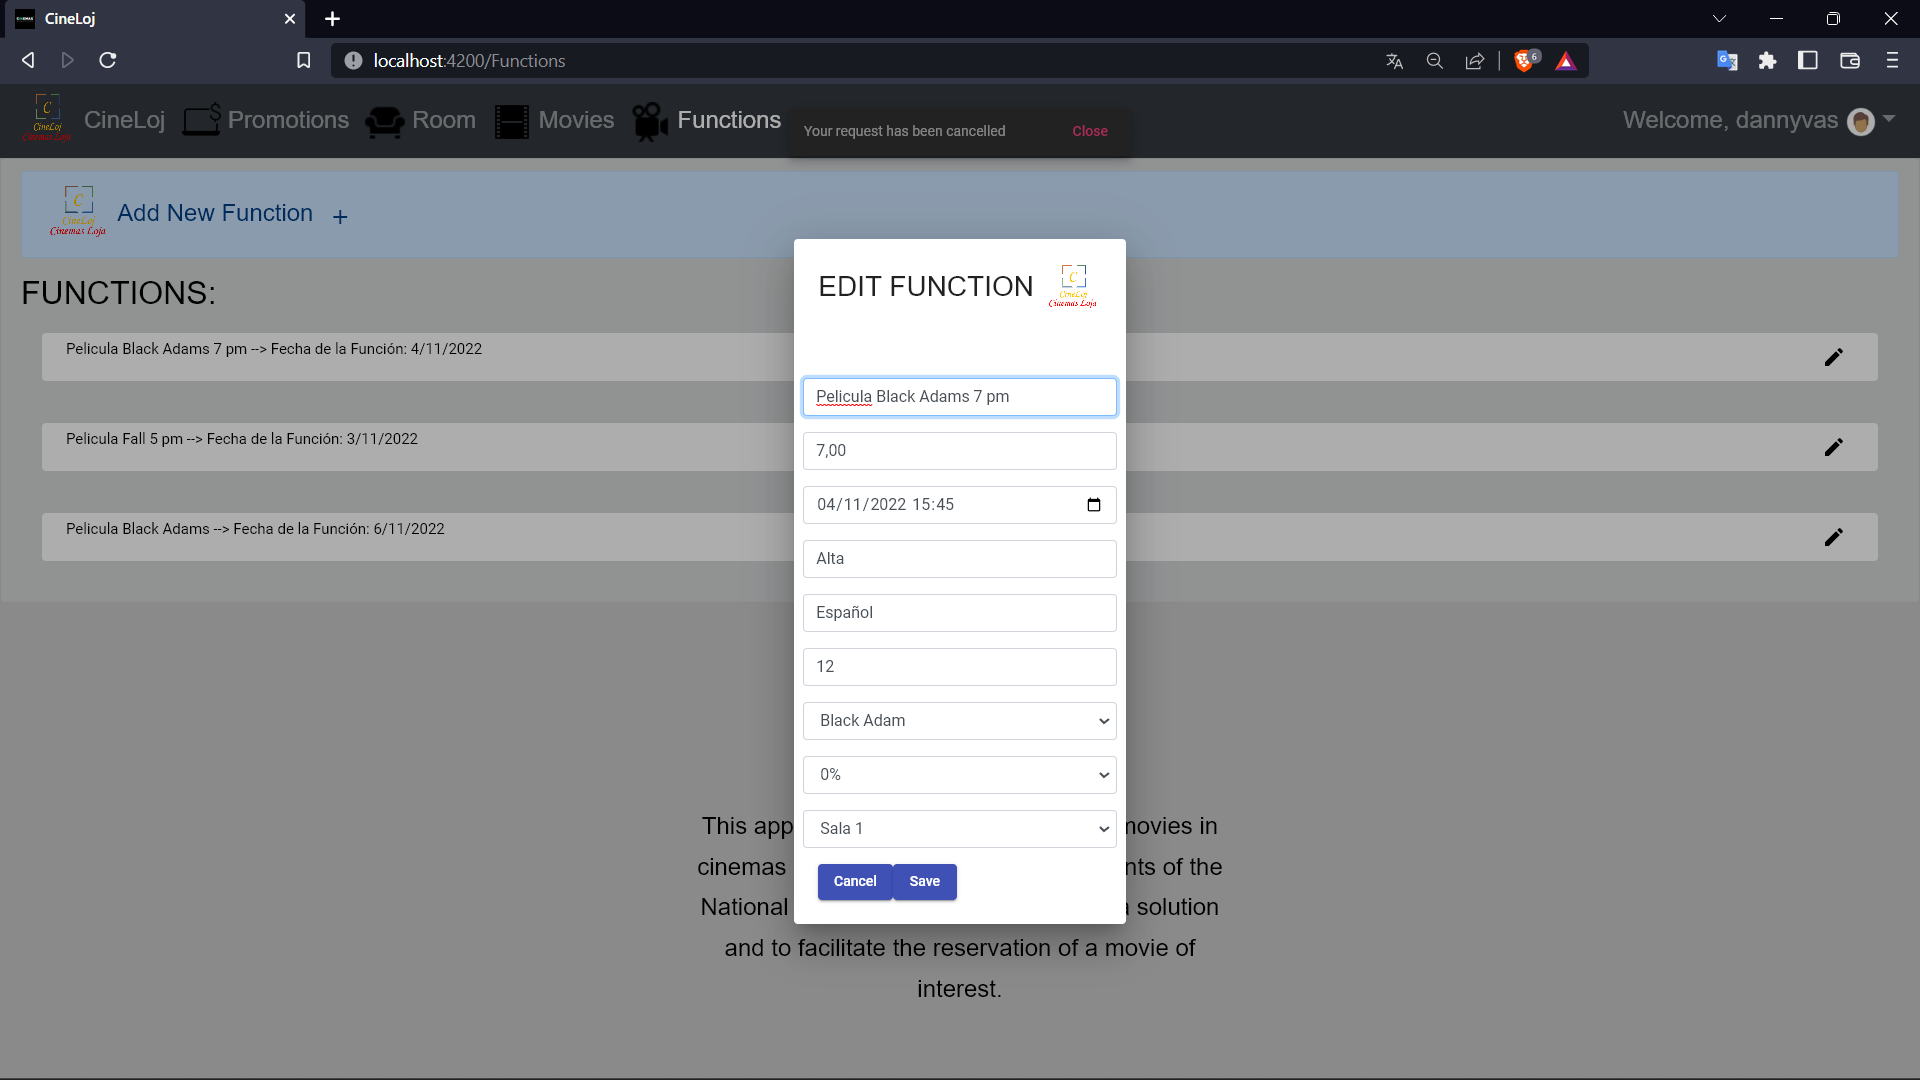 CineLoj
localhost:4200/Functions
6
C
CineLoj
CineLoj
Promotions
Room
Movies
Functions
Your request has been cancelled
Close
Welcome, dannyvas
C
CineLoj
Cinemas Loja
Add New Function +
FUNCTIONS:
Pelicula Black Adams 7 pm --> Fecha de la Función: 4/11/2022
Pelicula Fall 5 pm --> Fecha de la Función: 3/11/2022
Pelicula Black Adams --> Fecha de la Función: 6/11/2022
EDIT FUNCTION
C
CineLoj
Cinemas Loja
Pelicula Black Adams 7 pm
7,00
04/11/2022 15:45
Alta
Español
12
Black Adam
0%
Sala 1
Cancel
Save
This app
movies in
cinemas
nts of the
National
solution
and to facilitate the reservation of a movie of
interest.